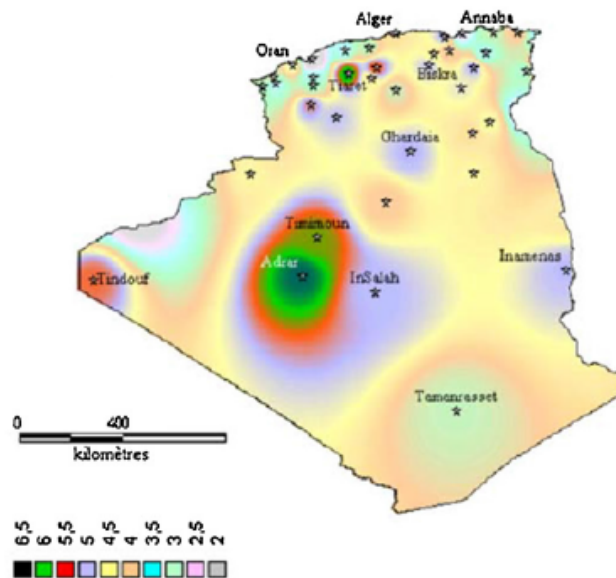 Alger Annaba
Oran
Tiaret Biskra
Ghardaia
Timimoun
Adrar
Tindouf InSalah Inamenas
Tamanrasset
0 400
kilomètres
6,5 6 5,5 5 4,5 4 3,5 3 2,5 2